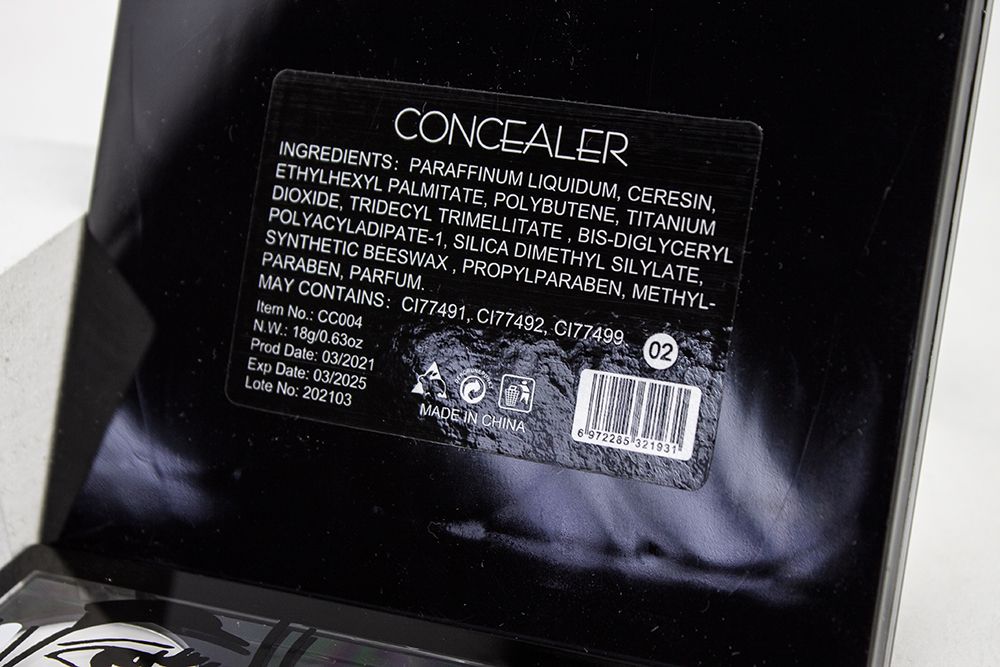 CONCEALER
INGREDIENTS: PARAFFINUM LIQUIDUM, CERESIN,
ETHYLHEXYL PALMITATE, POLYBUTENE, TITANIUM
DIOXIDE, TRIDECYL TRIMELLITATE , BIS-DIGLYCERYL
POLYACYLADIPATE-1, SILICA DIMETHYL SILYLATE,
SYNTHETIC BEESWAX , PROPYLPARABEN, METHYL-
PARABEN, PARFUM.
MAY CONTAINS: CI77491, CI77492, CI77499
Item No.: CC004
N.W.: 18g/0.63oz
Prod Date: 03/2021
Exp Date: 03/2025
Lote No: 202103
02
MADE IN CHINA
6 972285 321931